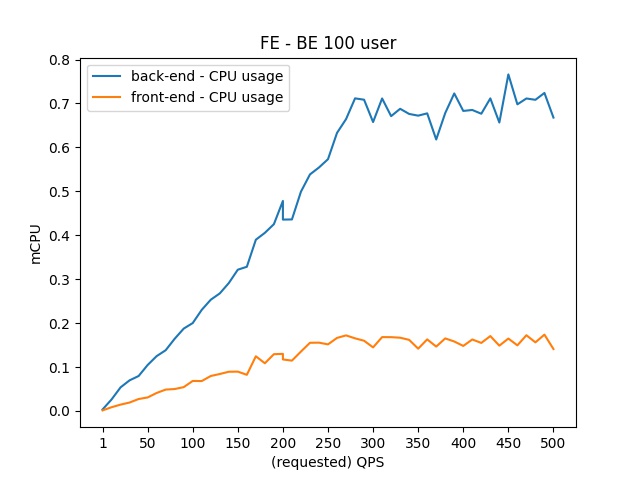 FE - BE 100 user
back-end - CPU usage
front-end - CPU usage
0.8
0.7
0.6
0.5
0.4
0.3
0.2
0.1
0.0
mCPU
1 50 100 150 200 250 300 350 400 450 500
(requested) QPS